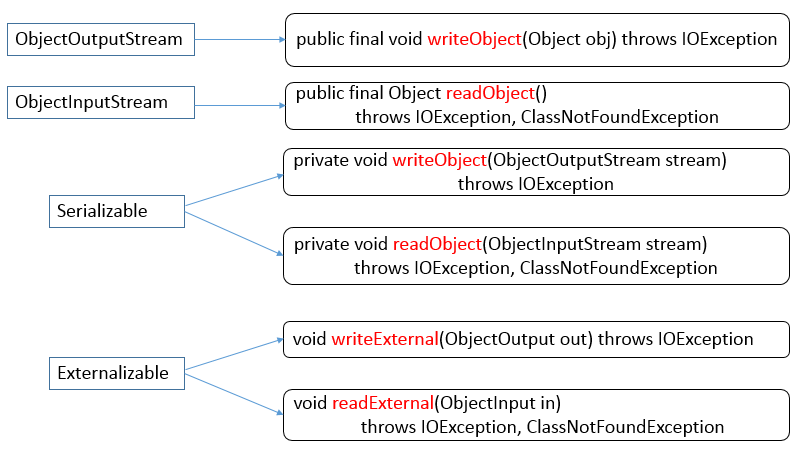 ObjectOutputStream
public final void writeObject(Object obj) throws IOException
ObjectInputStream
public final Object readObject()
throws IOException, ClassNotFoundException
Serializable
private void writeObject(ObjectOutputStream stream)
throws IOException
private void readObject(ObjectInputStream stream)
throws IOException, ClassNotFoundException
Externalizable
void writeExternal(ObjectOutput out) throws IOException
void readExternal(ObjectInput in)
throws IOException, ClassNotFoundException